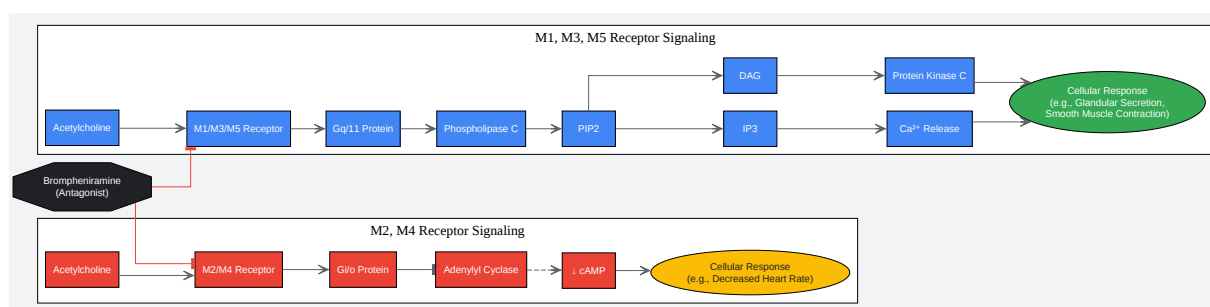 M1, M3, M5 Receptor Signaling
DAG
Protein Kinase C
Cellular Response
(e.g., Glandular Secretion,
Smooth Muscle Contraction)
Acetylcholine
M1/M3/M5 Receptor
Gq/11 Protein
Phospholipase C
PIP2
IP3
Ca²⁺ Release
Brompheniramine
(Antagonist)
M2, M4 Receptor Signaling
Acetylcholine
M2/M4 Receptor
Gi/o Protein
Adenylyl Cyclase
↓ cAMP
Cellular Response
(e.g., Decreased Heart Rate)